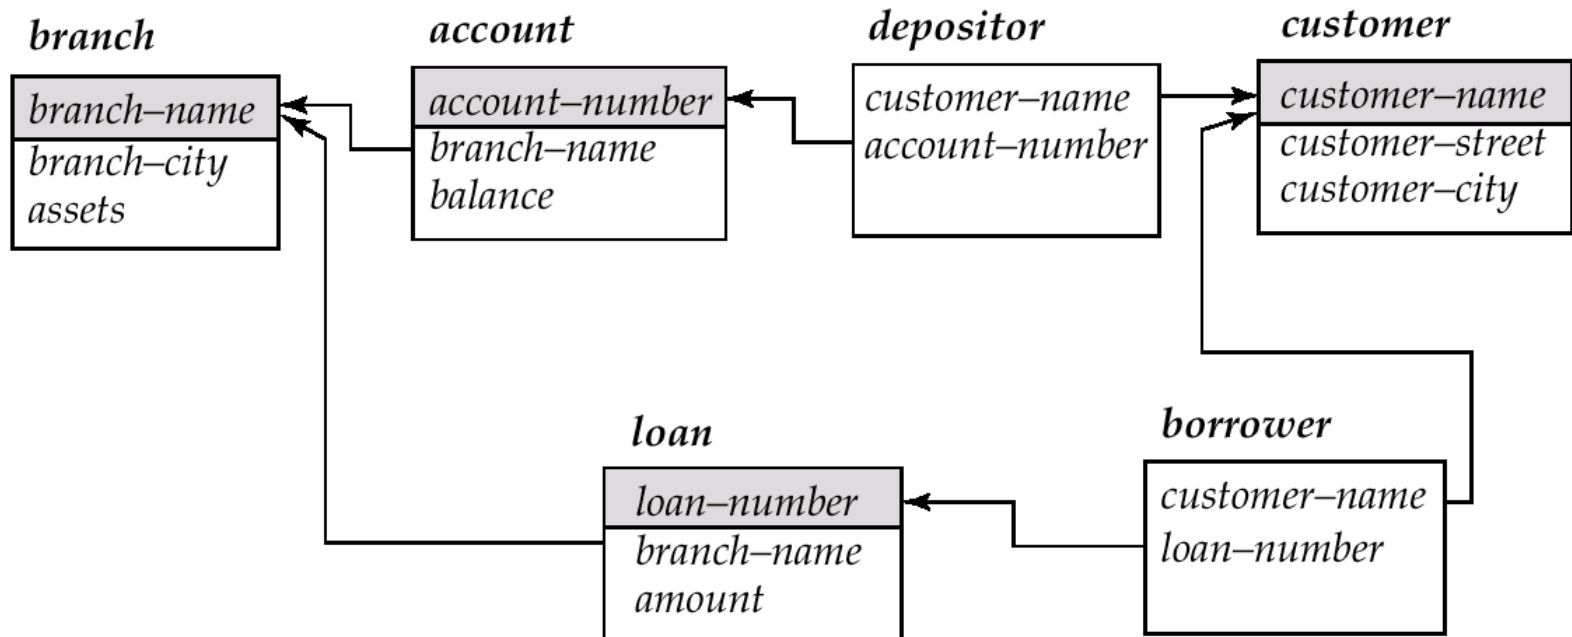 branch
branch–name
branch–city
assets
account
account–number
branch–name
balance
depositor
customer–name
account–number
customer
customer–name
customer–street
customer–city
loan
loan–number
branch–name
amount
borrower
customer–name
loan–number